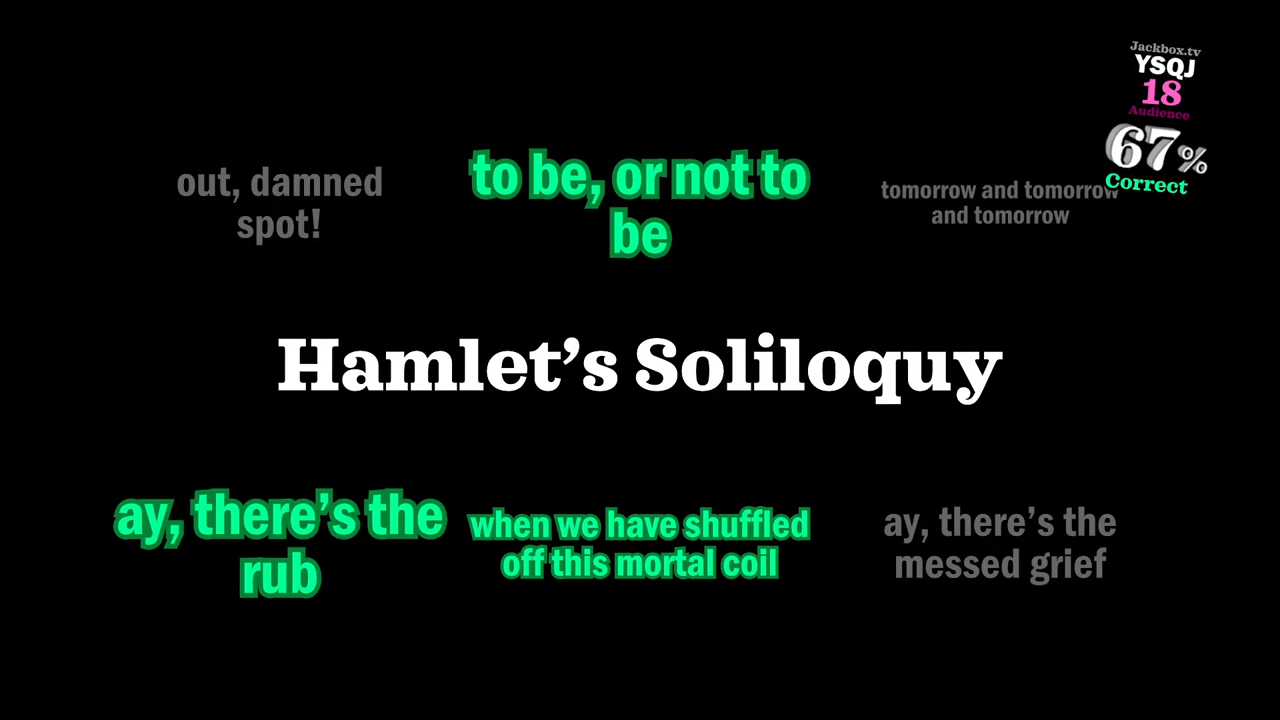 Jackbox.tv
YSQJ
18
Audience
67%
Correct
out, damned
spot!
to be, or not to
be
tomorrow and tomorrow
and tomorrow
Hamlet's Soliloquy
ay, there's the
rub
when we have shuffled
off this mortal coil
ay, there's the
messed grief